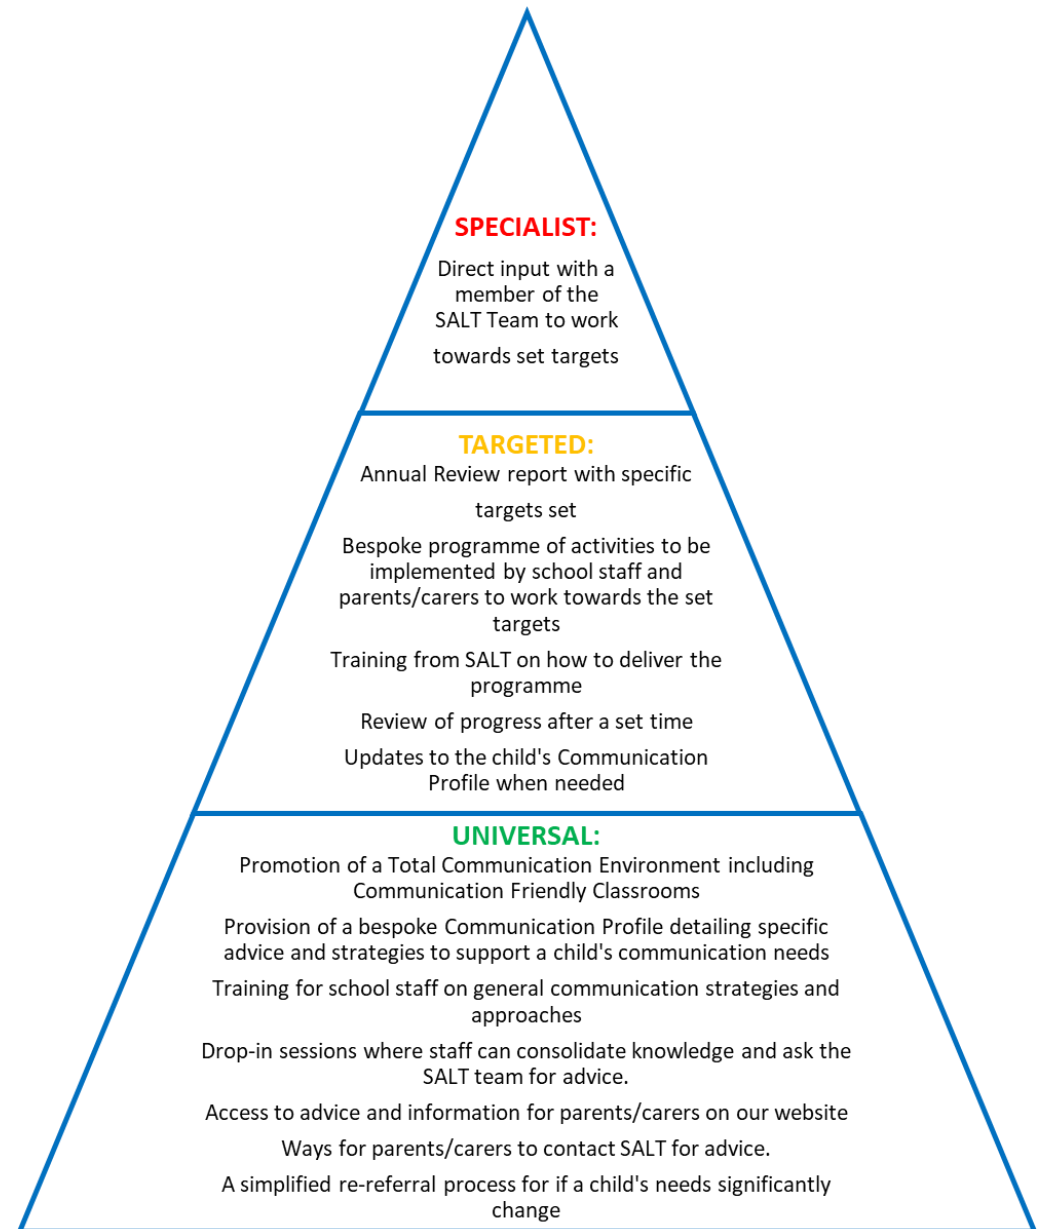 SPECIALIST:
Direct input with a
member of the
SALT Team to work
towards set targets
TARGETED:
Annual Review report with specific
targets set
Bespoke programme of activities to be
implemented by school staff and
parents/carers to work towards the set
targets
Training from SALT on how to deliver the
programme
Review of progress after a set time
Updates to the child's Communication
Profile when needed
UNIVERSAL:
Promotion of a Total Communication Environment including
Communication Friendly Classrooms
Provision of a bespoke Communication Profile detailing specific
advice and strategies to support a child's communication needs
Training for school staff on general communication strategies and
approaches
Drop-in sessions where staff can consolidate knowledge and ask the
SALT team for advice.
Access to advice and information for parents/carers on our website
Ways for parents/carers to contact SALT for advice.
A simplified re-referral process for if a child's needs significantly
change